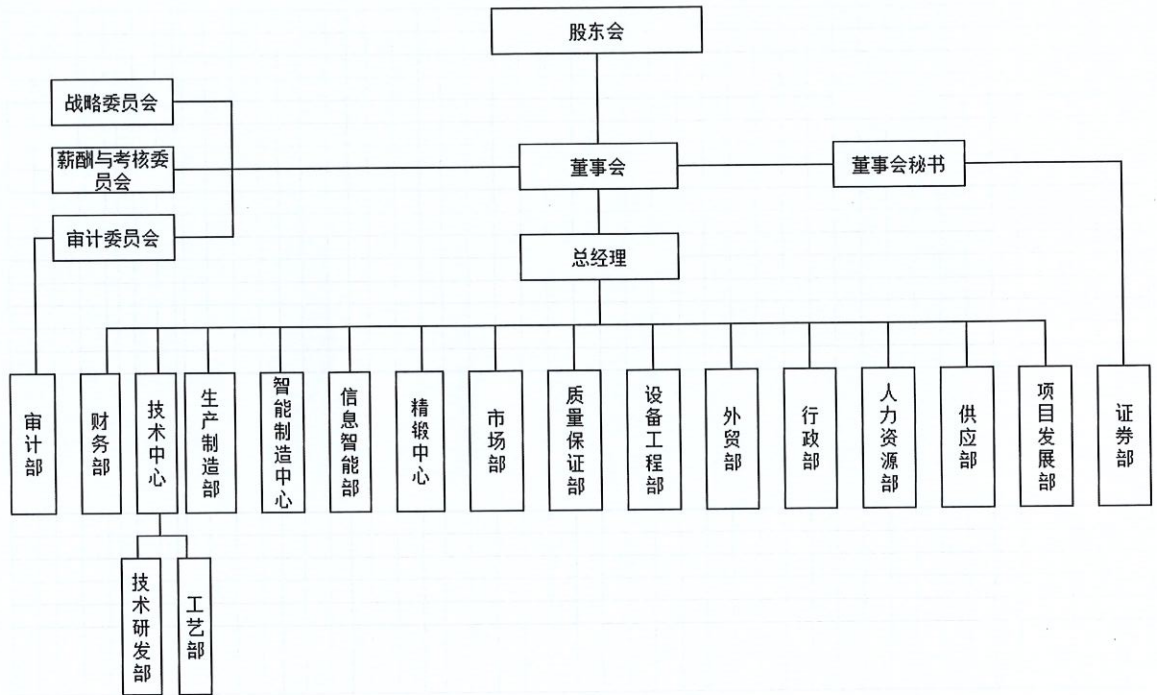 股东会
战略委员会
薪酬与考核委
员会
董事会
董事会秘书
审计委员会
总经理
审计部
财务部
技术中心
生产制造部
智能制造中心
信息智能部
精锻中心
市场部
质量保证部
设备工程部
外贸部
行政部
人力资源部
供应部
项目发展部
证券部
技术研发部
工艺部